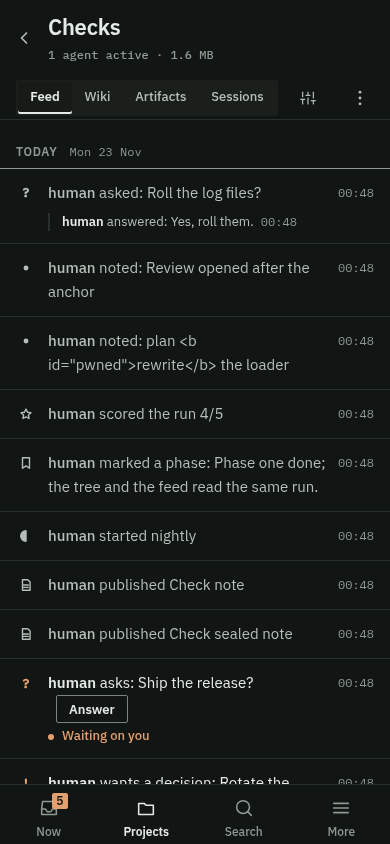 Checks
1 agent active · 1.6 MB
Feed Wiki Artifacts Sessions
TODAY Mon 23 Nov
? human asked: Roll the log files? 00:48
human answered: Yes, roll them. 00:48
human noted: Review opened after the 00:48
anchor
human noted: plan <b 00:48
id="pwned">rewrite</b> the loader
human scored the run 4/5 00:48
human marked a phase: Phase one done; 00:48
the tree and the feed read the same run.
human started nightly 00:48
human published Check note 00:48
human published Check sealed note 00:48
? human asks: Ship the release? 00:48
Answer
Waiting on you
! human wants a decision: Rotate the 00:48
5
Now Projects Search More